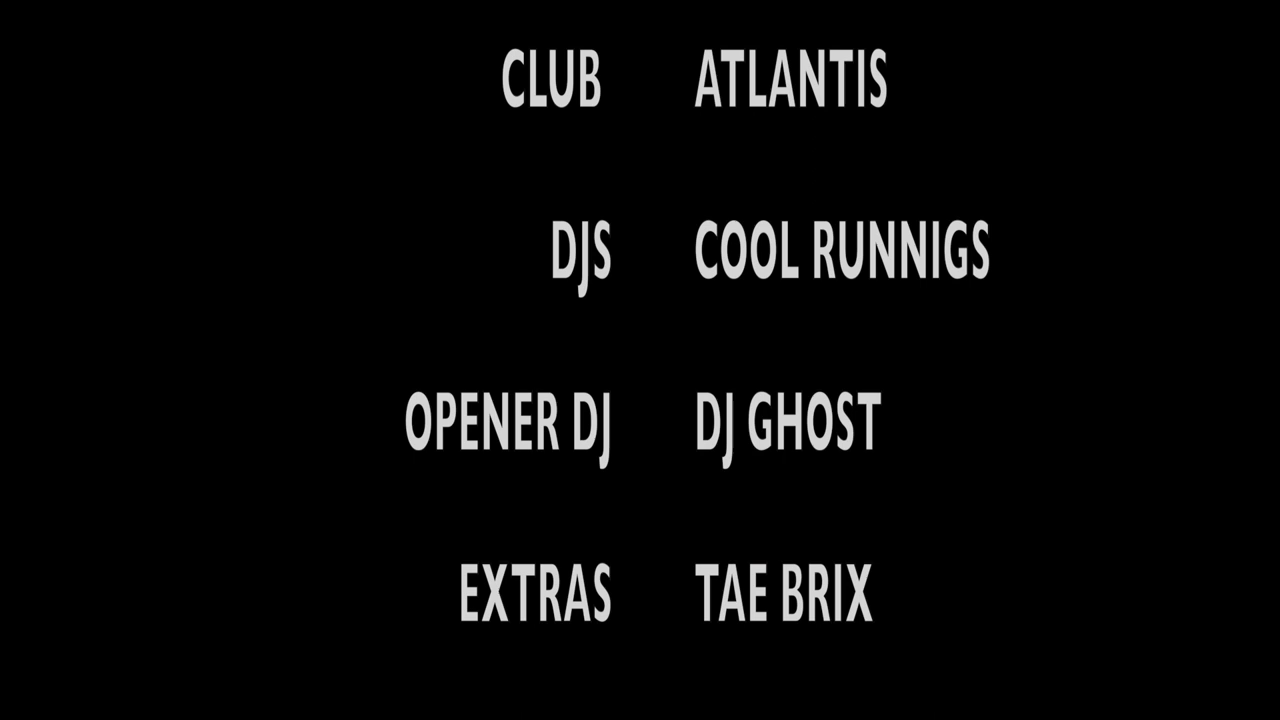 CLUB ATLANTIS
DJS COOL RUNNIGS
OPENER DJ DJ GHOST
EXTRAS TAE BRIX